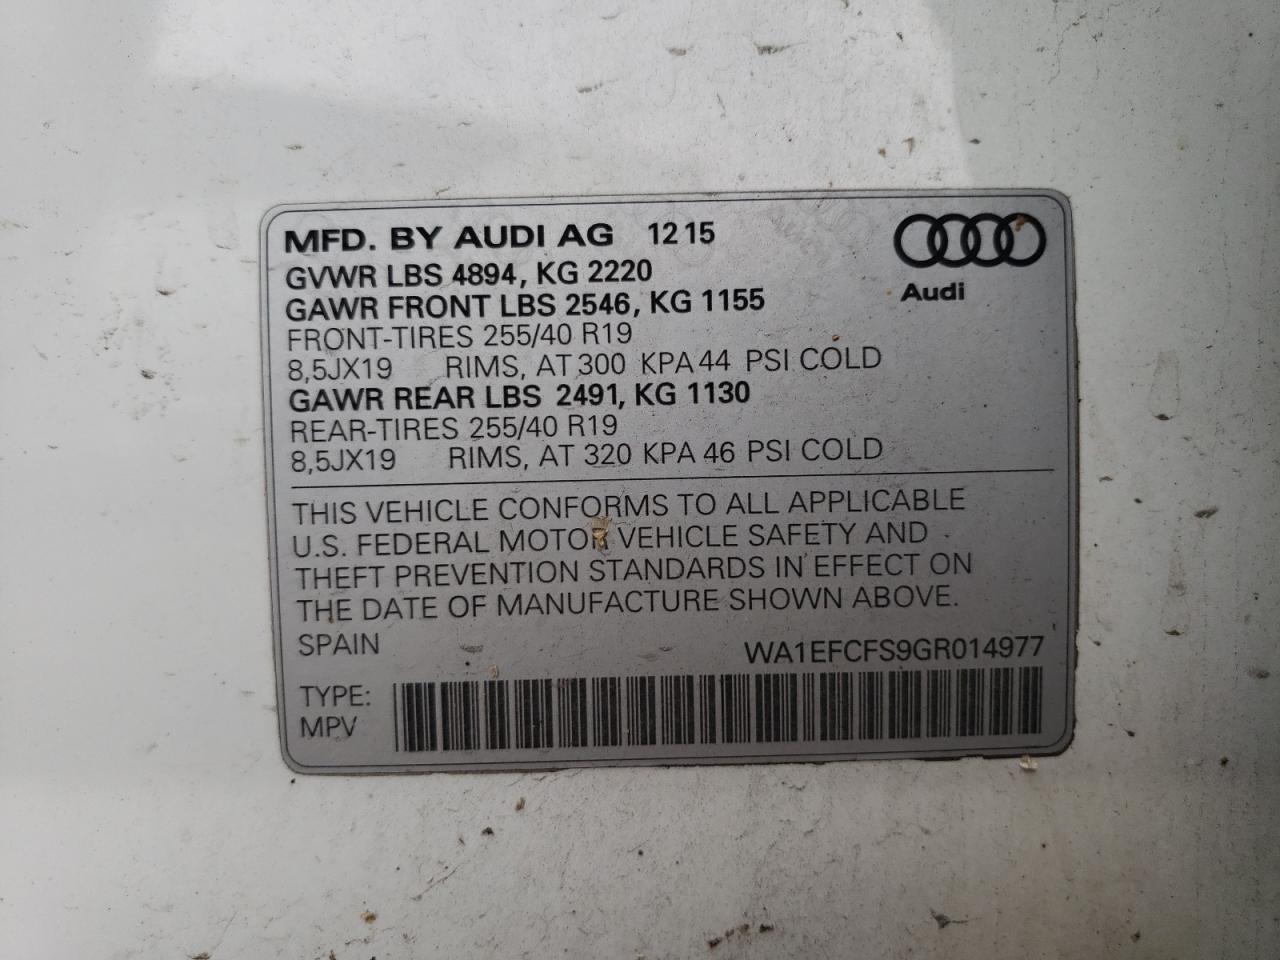 MFD. BY AUDI AG 12 15
GVWR LBS 4894, KG 2220
GAWR FRONT LBS 2546, KG 1155
Audi
FRONT-TIRES 255/40 R19
8,5JX19 RIMS, AT 300 KPA 44 PSI COLD
GAWR REAR LBS 2491, KG 1130
REAR-TIRES 255/40 R19
8,5JX19 RIMS, AT 320 KPA 46 PSI COLD
THIS VEHICLE CONFORMS TO ALL APPLICABLE
U.S. FEDERAL MOTOR VEHICLE SAFETY AND
THEFT PREVENTION STANDARDS IN EFFECT ON
THE DATE OF MANUFACTURE SHOWN ABOVE.
SPAIN WA1EFCFS9GR014977
TYPE:
MPV